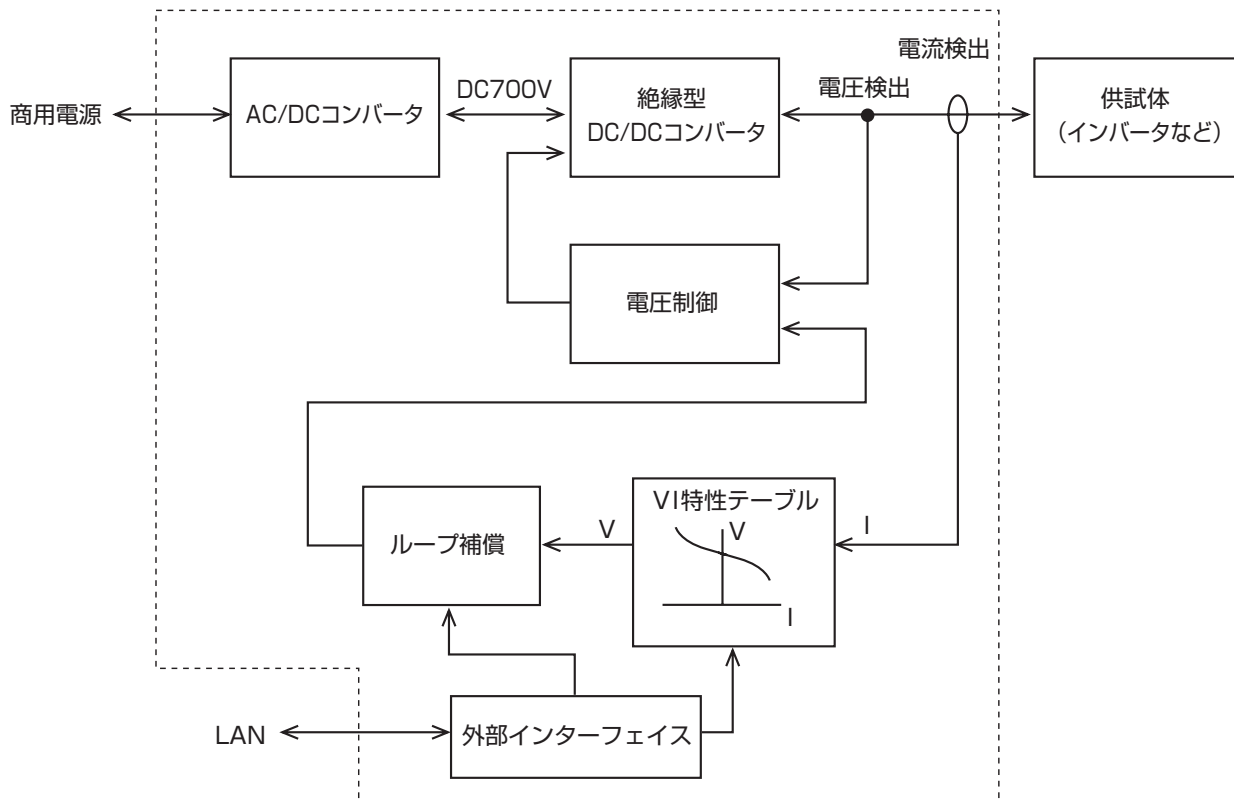 電流検出
商用電源
AC/DCコンバータ
DC700V
絶縁型
DC/DCコンバータ
電圧検出
供試体
(インバータなど)
電圧制御
ループ補償
V
VI特性テーブル
V
I
I
LAN
外部インターフェイス